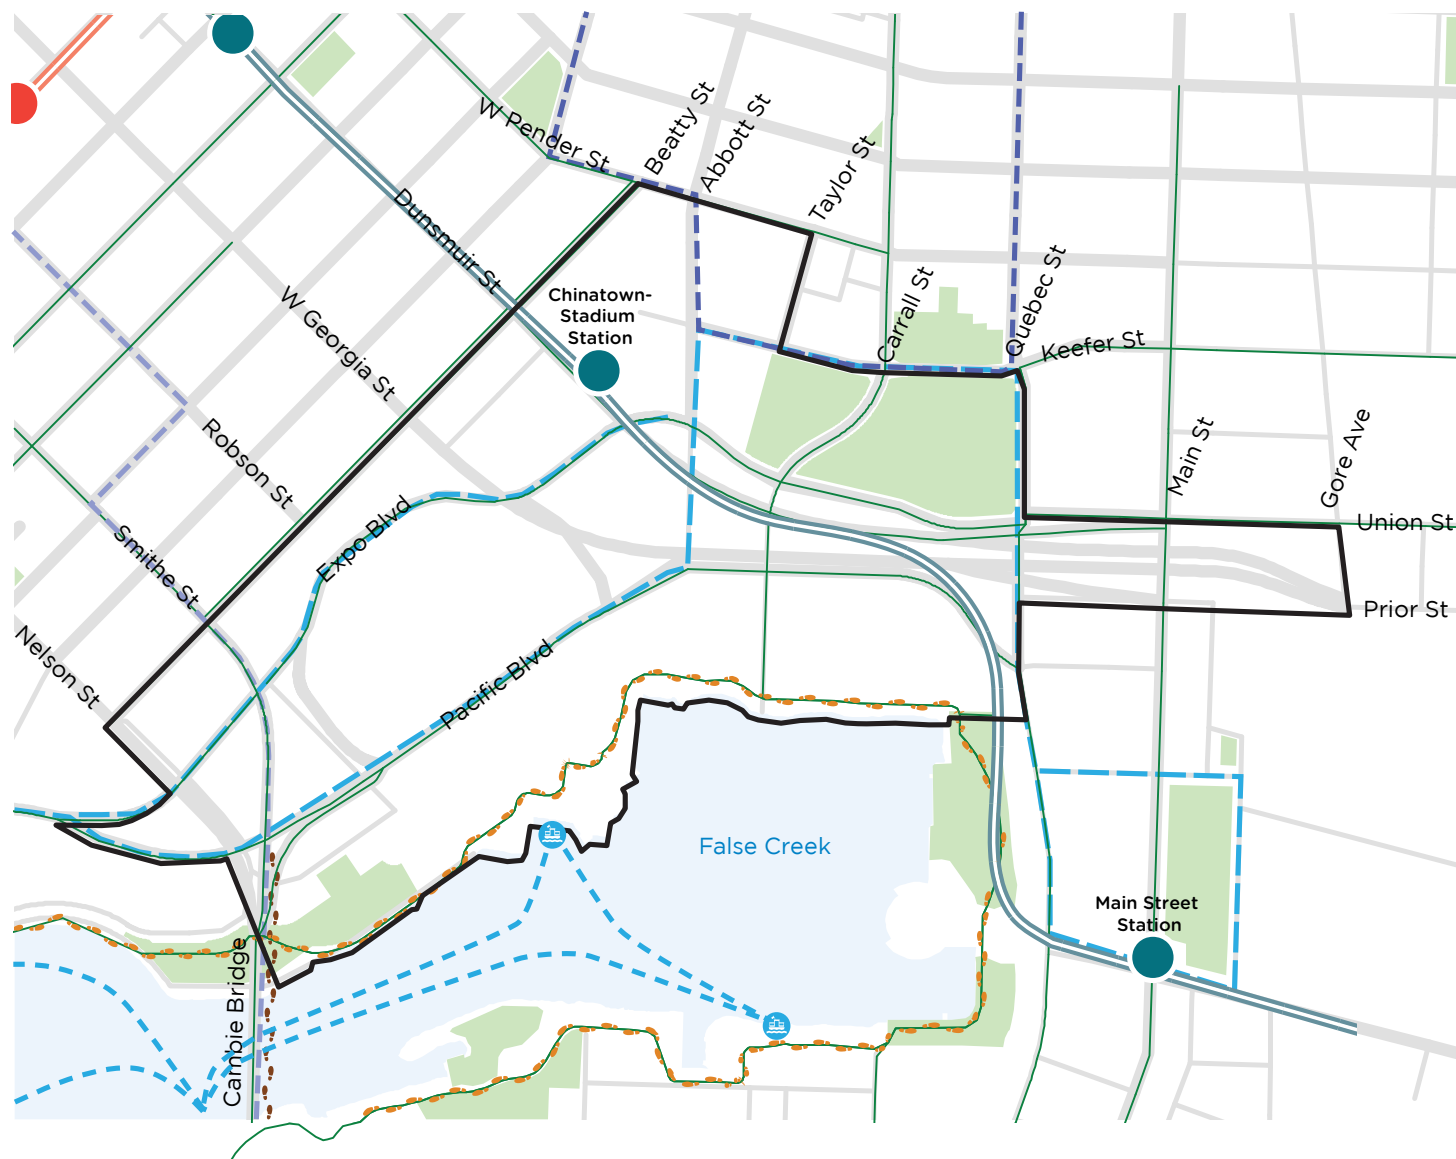 W Pender St
Beatty St
Abbott St
Taylor St
Dunsmuir St
Chinatown-
Stadium
Station
Carrall St
Quebec St
Keefer St
W Georgia St
Robson St
Main St
Gore Ave
Union St
Expo Blvd
Smithe St
Prior St
Nelson St
Pacific Blvd
False Creek
Main Street
Station
Cambie Bridge